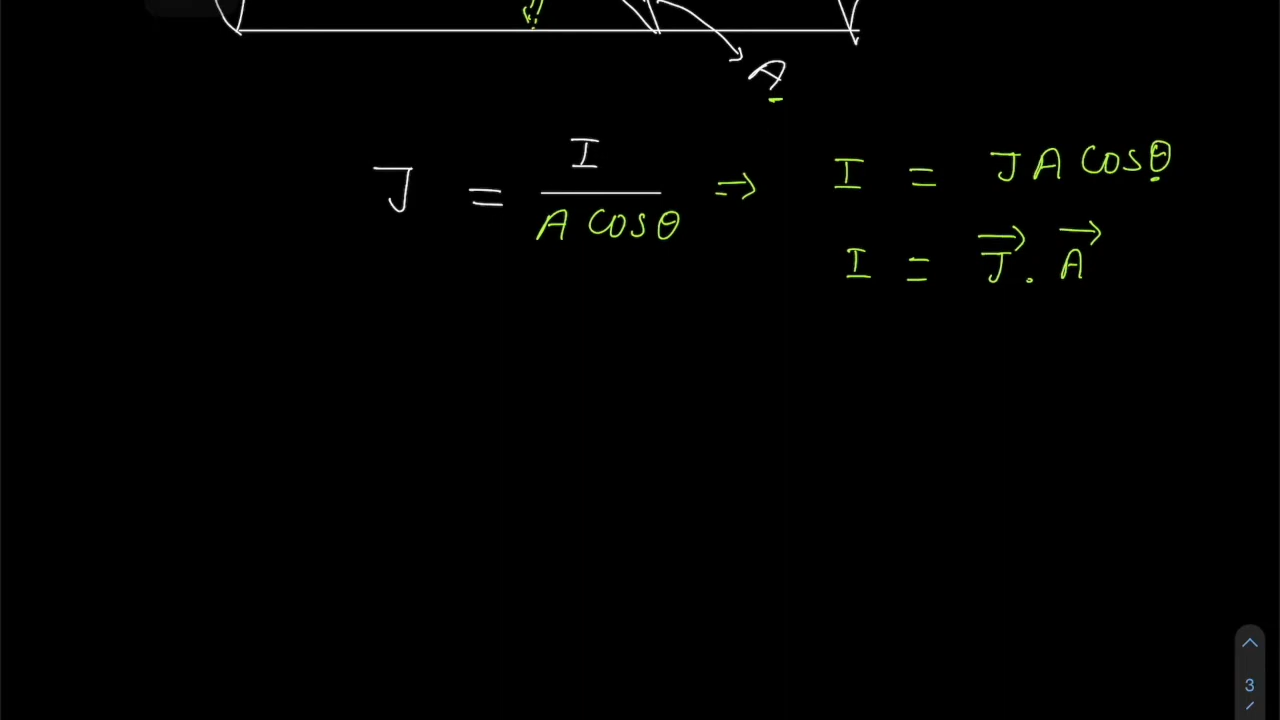 A
J = I / A COSθ ⇒ I = J A COSθ
I = J⃗ . A⃗
3